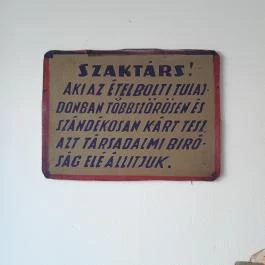 SZAKTÁRS!
AKI AZ ÉTELBOLTI TULAJ-
DONBAN TÖBBSZÖRÖSEN ÉS
SZÁNDÉKOSAN KÁRT TESZ,
AZT TÁRSADALMI BIRÓ-
SÁG ELÉ ÁLLITJUK.